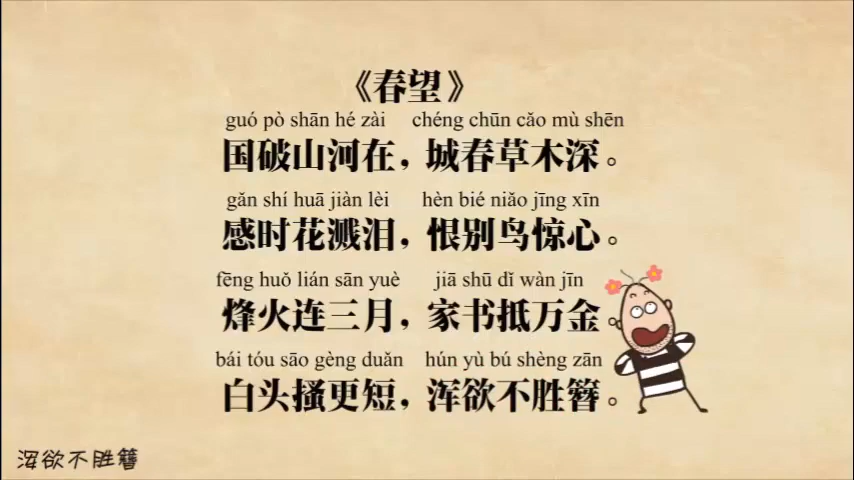 《春望》
guó pò shān hé zài chéng chūn cǎo mù shēn
国破山河在，城春草木深。
gǎn shí huā jiàn lèi hèn bié niǎo jīng xīn
感时花溅泪，恨别鸟惊心。
fēng huǒ lián sān yuè jiā shū dǐ wàn jīn
烽火连三月，家书抵万金。
bái tóu sāo gèng duǎn hún yù bú shèng zān
白头搔更短，浑欲不胜簪。
浑欲不胜簪